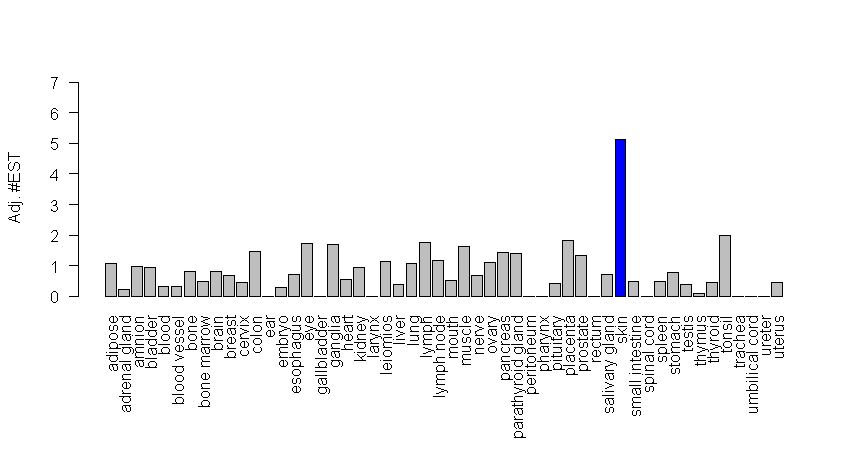 7
6
5
4
3
2
1
0
Adj. #EST
adipose
adrenal gland
amnion
bladder
blood
blood vessel
bone
bone marrow
brain
breast
cervix
colon
ear
embryo
esophagus
eye
gallbladder
ganglia
heart
kidney
larynx
leiomios
liver
lung
lymph
lymph node
mouth
muscle
nerve
ovary
pancreas
parathyroid gland
peritoneum
pharynx
pituitary
placenta
prostate
rectum
salivary gland
skin
small intestine
spinal cord
spleen
stomach
testis
thymus
thyroid
tonsil
trachea
umbilical cord
ureter
uterus